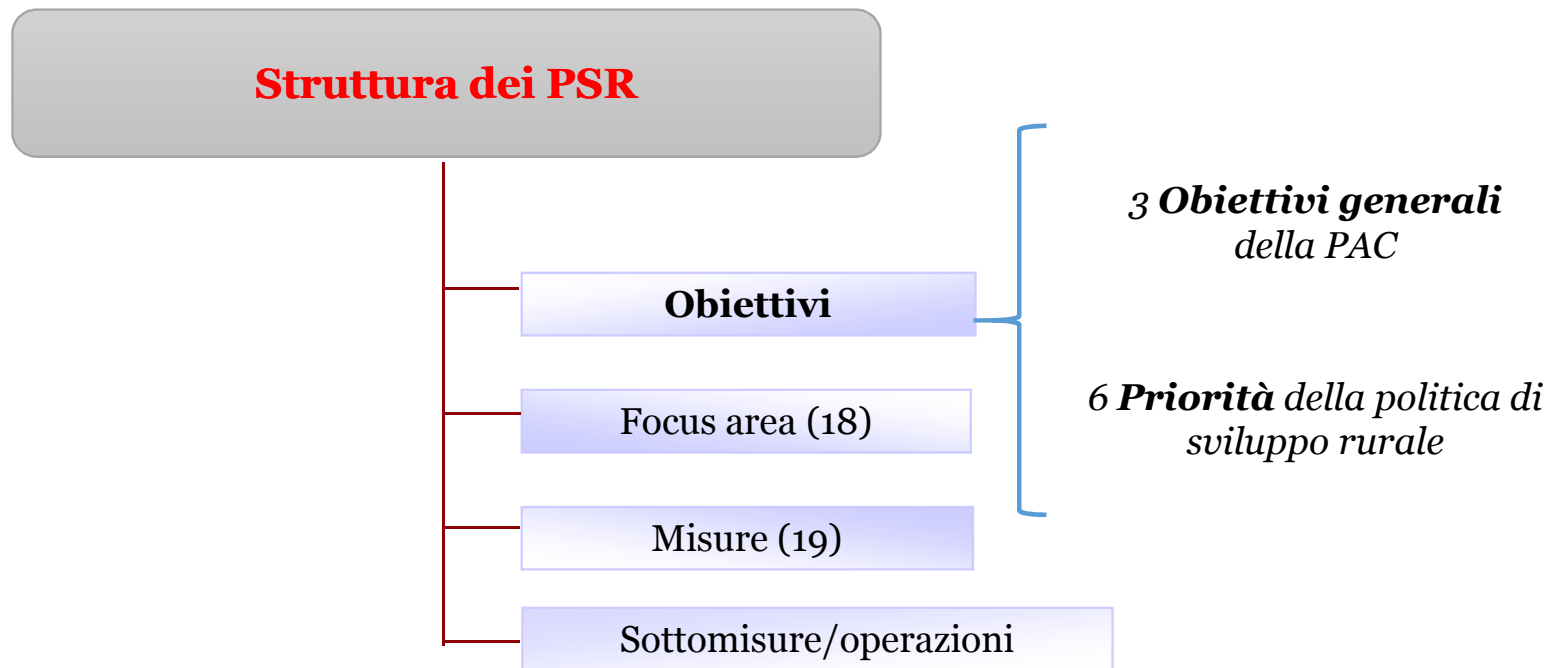 Struttura dei PSR
3 Obiettivi generali
della PAC
Obiettivi
6 Priorità della politica di
sviluppo rurale
Focus area (18)
Misure (19)
Sottomisure/operazioni